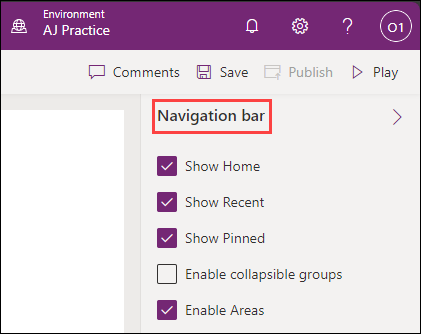 Environment
AJ Practice
?
O1
Comments Save Publish Play
Navigation bar
Show Home
Show Recent
Show Pinned
Enable collapsible groups
Enable Areas